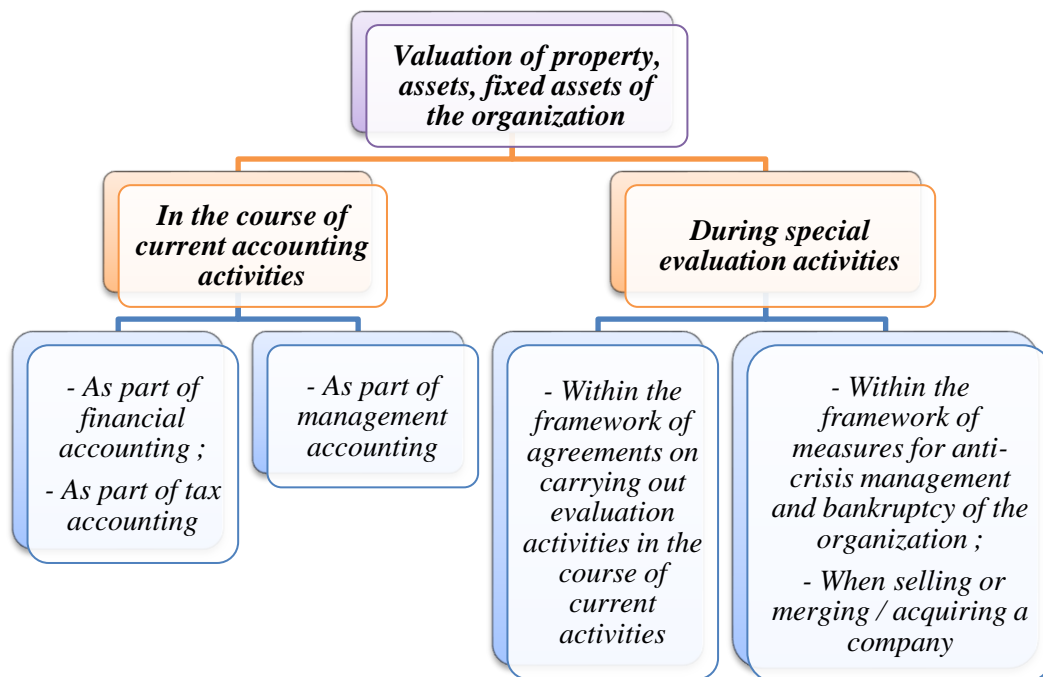 Valuation of property,
assets, fixed assets of
the organization
In the course of
current accounting
activities
During special
evaluation activities
- As part of
financial
accounting ;
- As part of tax
accounting
- As part of
management
accounting
- Within the
framework of
agreements on
carrying out
evaluation
activities in the
course of
current
activities
- Within the
framework of
measures for anti-
crisis management
and bankruptcy of the
organization ;
- When selling or
merging / acquiring a
company